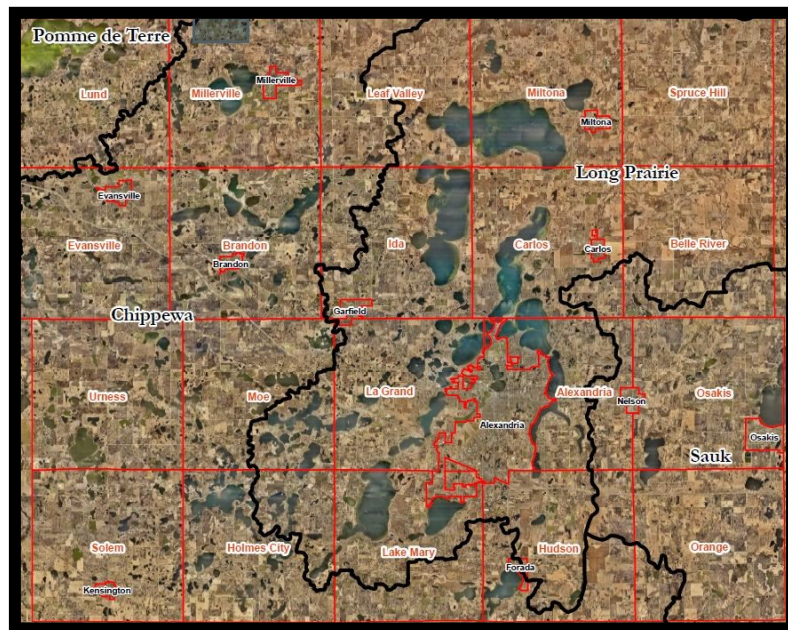 Pomme de Terre
Millerville
Lund
Millerville
Leaf Valley
Miltona
Spruce Hill
Miltona
Long Prairie
Evansville
Evansville
Brandon
Ida
Carlos
Carlos
Belle River
Brandon
Chippewa
Garfield
Urness
Moe
La Grand
Alexandria
Nelson
Osakis
Alexandria
Osakis
Sauk
Solem
Holmes City
Lake Mary
Hudson
Orange
Forada
Kensington